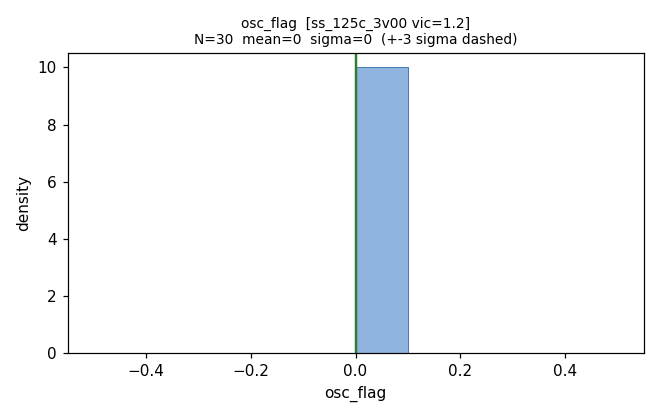 osc_flag  [ss_125c_3v00 vic=1.2]
N=30  mean=0  sigma=0  (+-3 sigma dashed)
density
10
8
6
4
2
0
−0.4
−0.2
0.0
0.2
0.4
osc_flag